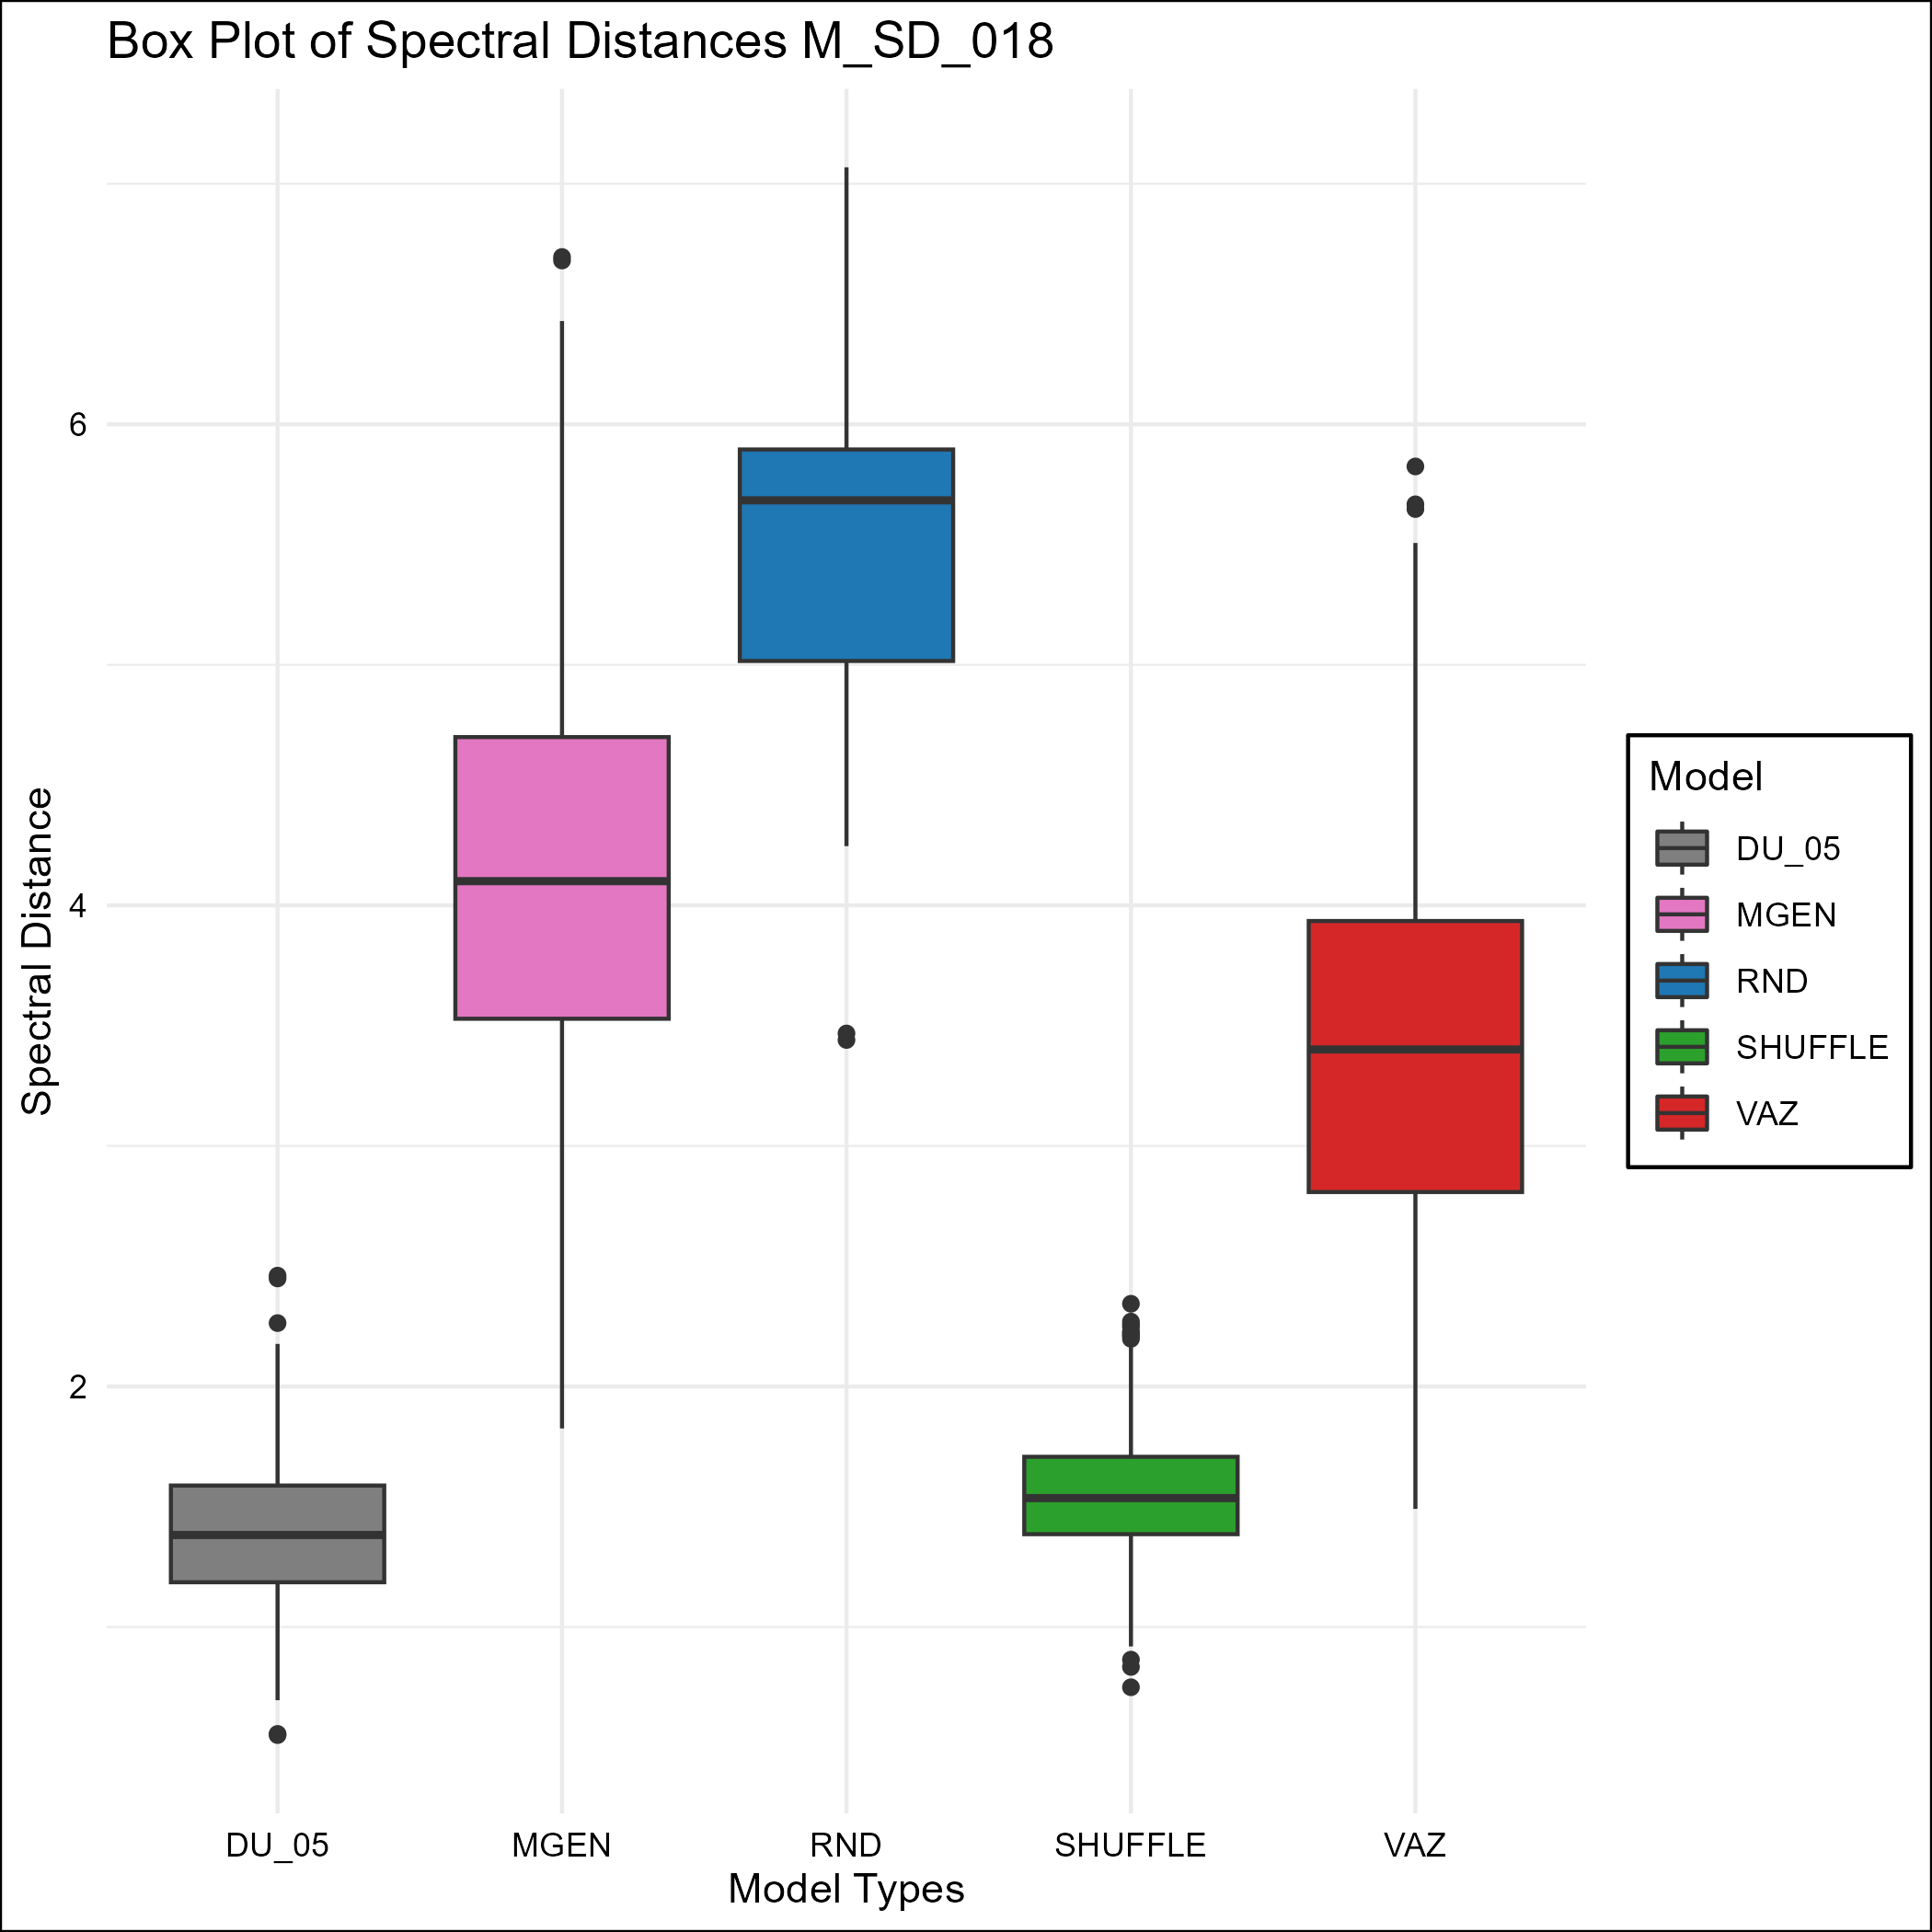 Box Plot of Spectral Distances M_SD_018
Spectral Distance
6
4
2
DU_05
MGEN
RND
SHUFFLE
VAZ
Model Types
Model
DU_05
MGEN
RND
SHUFFLE
VAZ